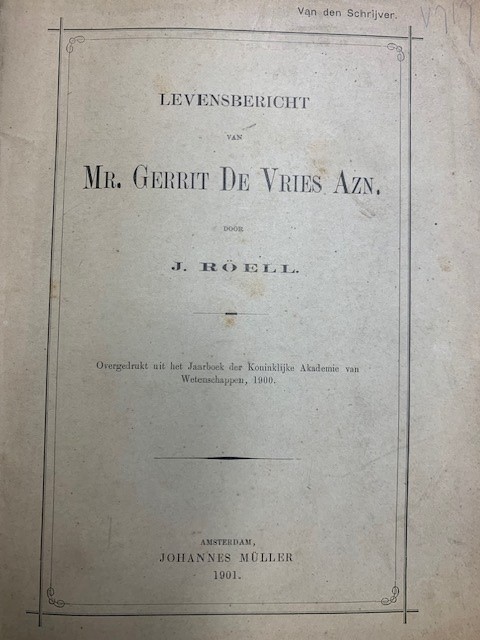 Van den Schrijver.
LEVENSBERICHT
VAN
MR. GERRIT DE VRIES AZN.
DOOR
J. RÖELL.
Overgedrukt uit het Jaarboek der Koninklijke Akademie van
Wetenschappen, 1900.
AMSTERDAM,
JOHANNES MÜLLER
1901.